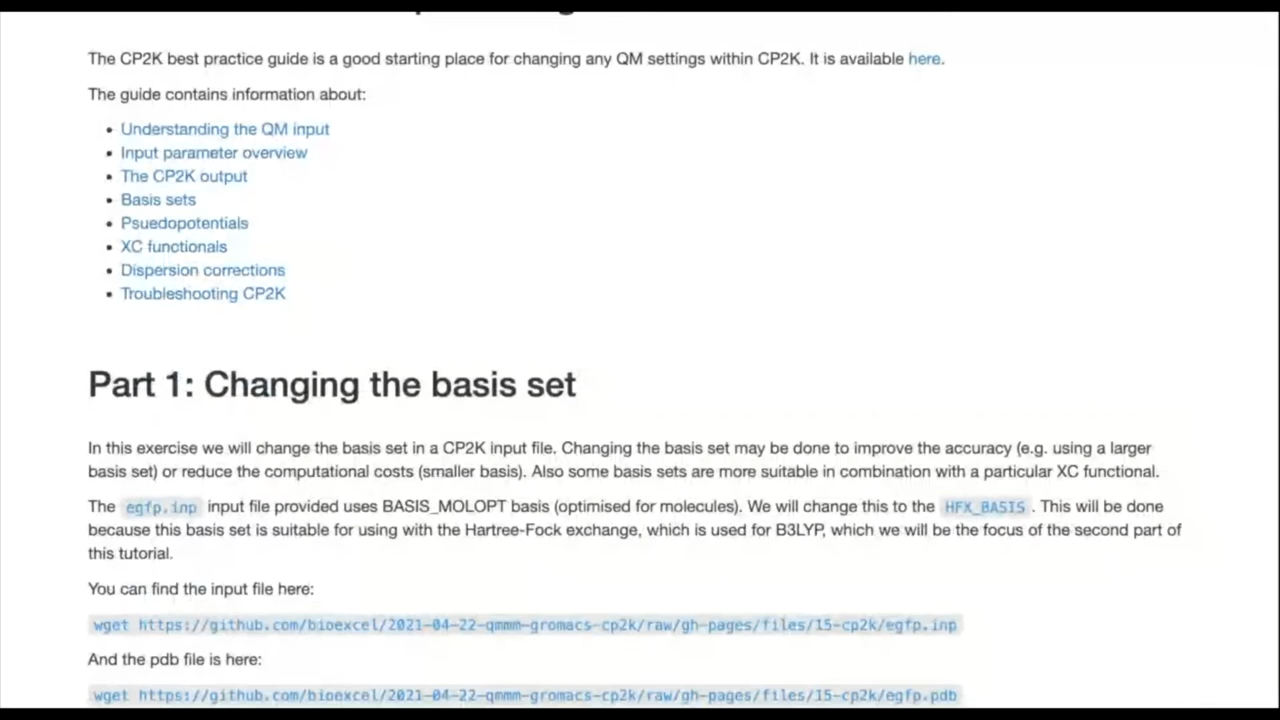 The CP2K best practice guide is a good starting place for changing any QM settings within CP2K. It is available here.
The guide contains information about:
• Understanding the QM input
• Input parameter overview
• The CP2K output
• Basis sets
• Psuedopotentials
• XC functionals
• Dispersion corrections
• Troubleshooting CP2K
Part 1: Changing the basis set
In this exercise we will change the basis set in a CP2K input file. Changing the basis set may be done to improve the accuracy (e.g. using a larger
basis set) or reduce the computational costs (smaller basis). Also some basis sets are more suitable in combination with a particular XC functional.
The egfp.inp input file provided uses BASIS_MOLOPT basis (optimised for molecules). We will change this to the HFX_BASIS . This will be done
because this basis set is suitable for using with the Hartree-Fock exchange, which is used for B3LYP, which we will be the focus of the second part of
this tutorial.
You can find the input file here:
wget https://github.com/bioexcel/2021-04-22-qmmm-gromacs-cp2k/raw/gh-pages/files/15-cp2k/egfp.inp
And the pdb file is here:
wget https://github.com/bioexcel/2021-04-22-qmmm-gromacs-cp2k/raw/gh-pages/files/15-cp2k/egfp.pdb